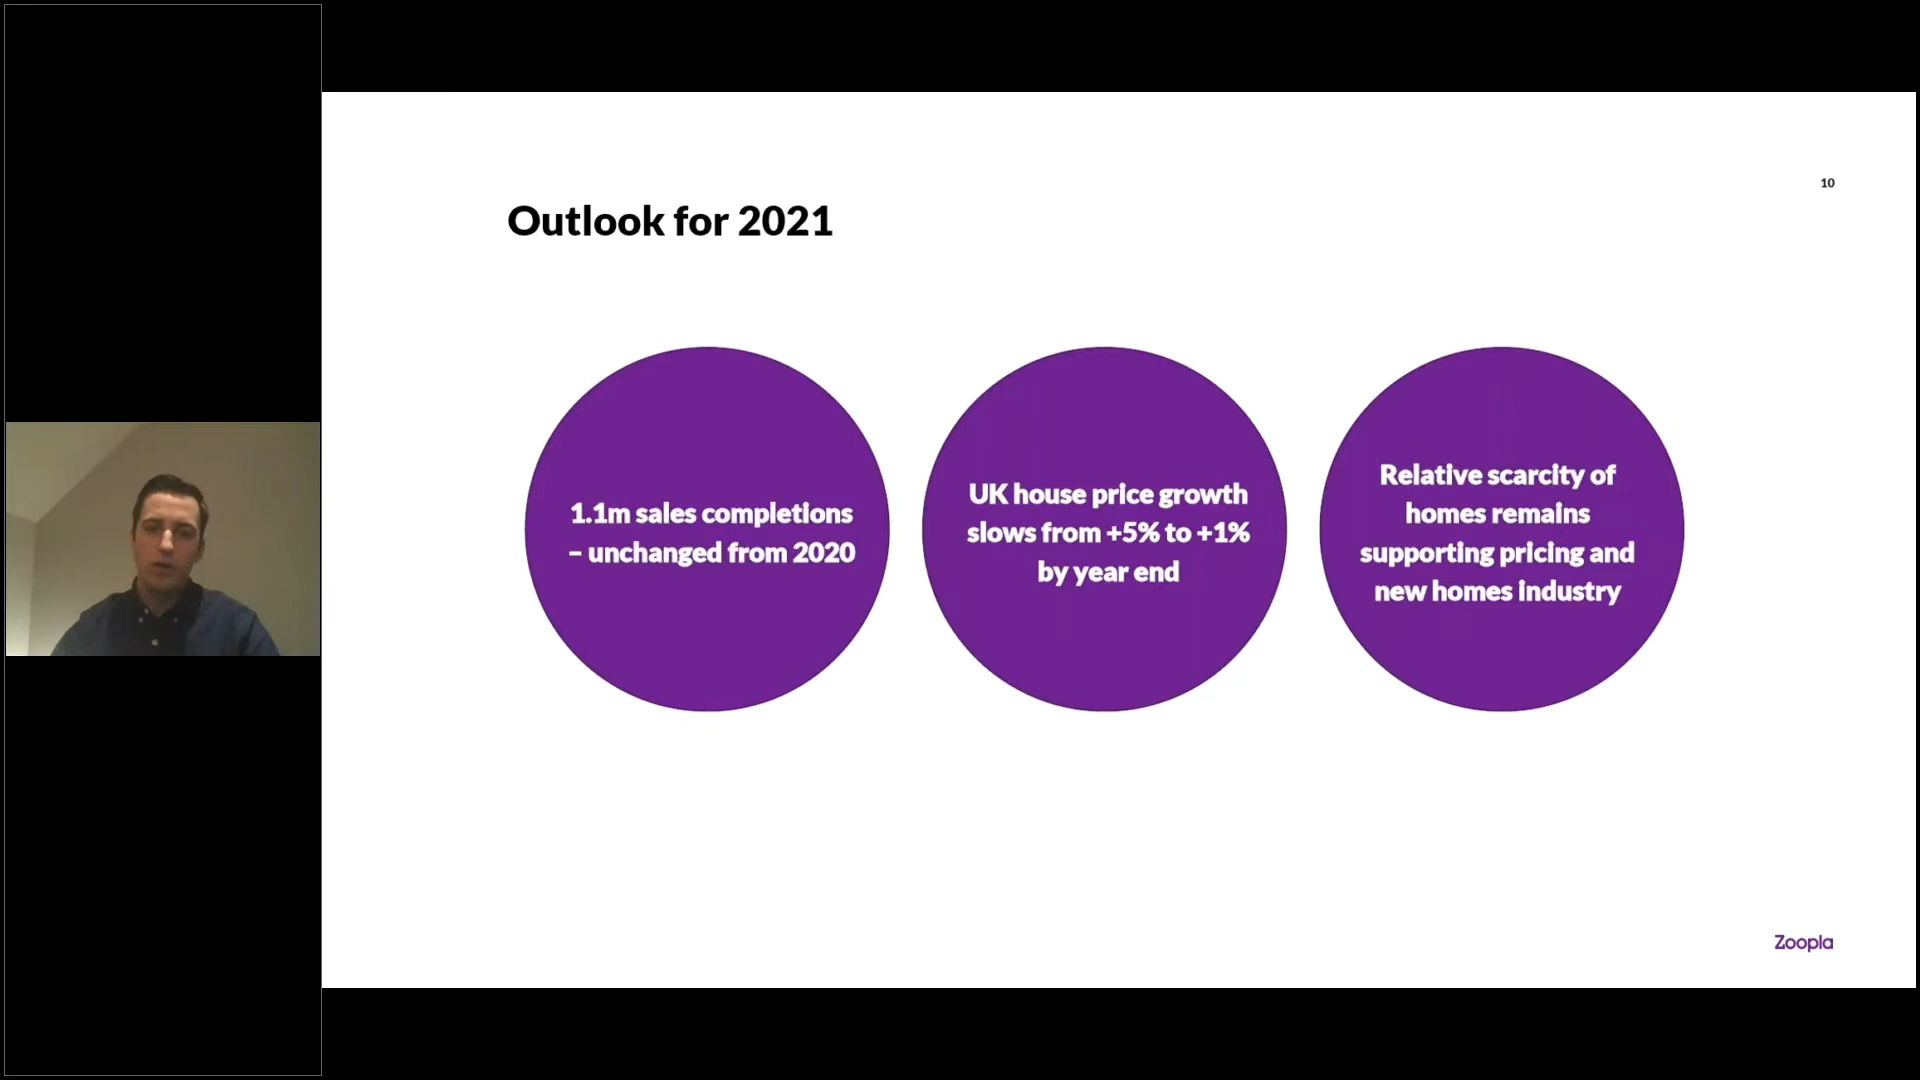 10
Outlook for 2021
1.1m sales completions
– unchanged from 2020
UK house price growth
slows from +5% to +1%
by year end
Relative scarcity of
homes remains
supporting pricing and
new homes industry
Zoopla